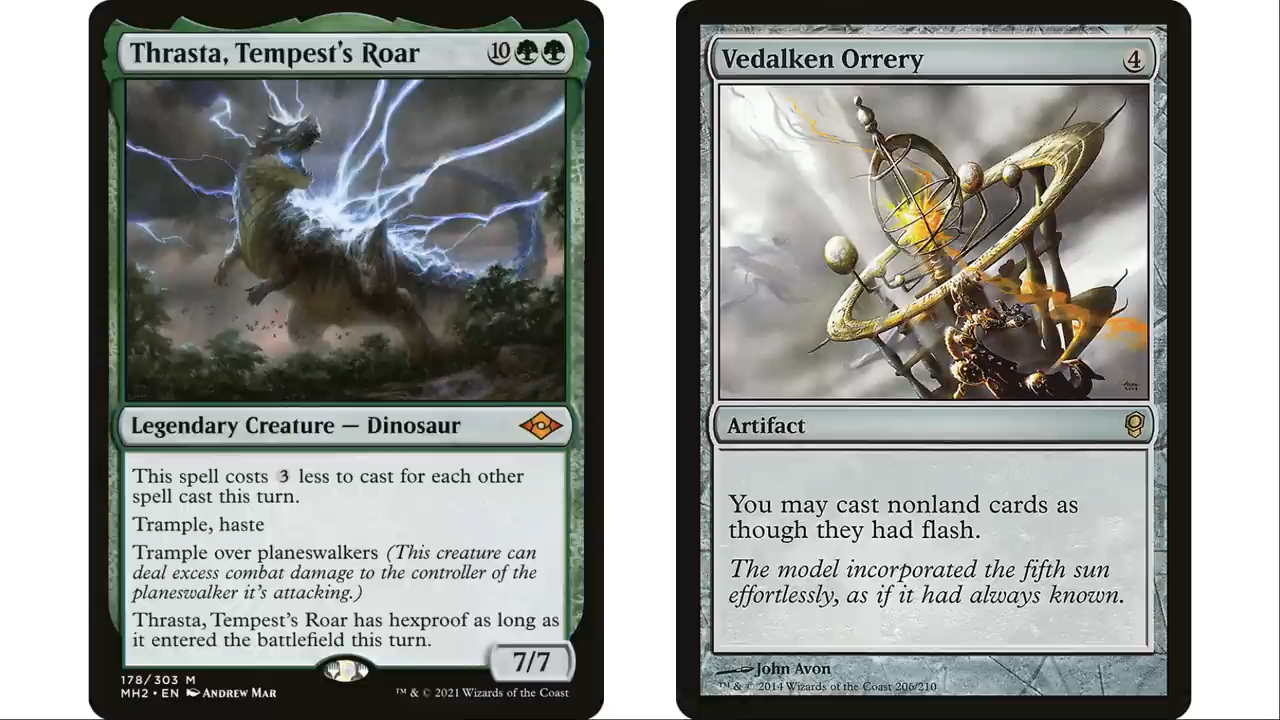 Thrasta, Tempest's Roar 10
Legendary Creature — Dinosaur
This spell costs 3 less to cast for each other
spell cast this turn.
Trample, haste
Trample over planeswalkers (This creature can
deal excess combat damage to the controller of the
planeswalker it's attacking.)
Thrasta, Tempest's Roar has hexproof as long as
it entered the battlefield this turn.
7/7
178/303 M
MH2 • EN Andrew Mar
™ & © 2021 Wizards of the Coast
Vedalken Orrery 4
Artifact
You may cast nonland cards as
though they had flash.
The model incorporated the fifth sun
effortlessly, as if it had always known.
John Avon
™ & © 2014 Wizards of the Coast 206/210